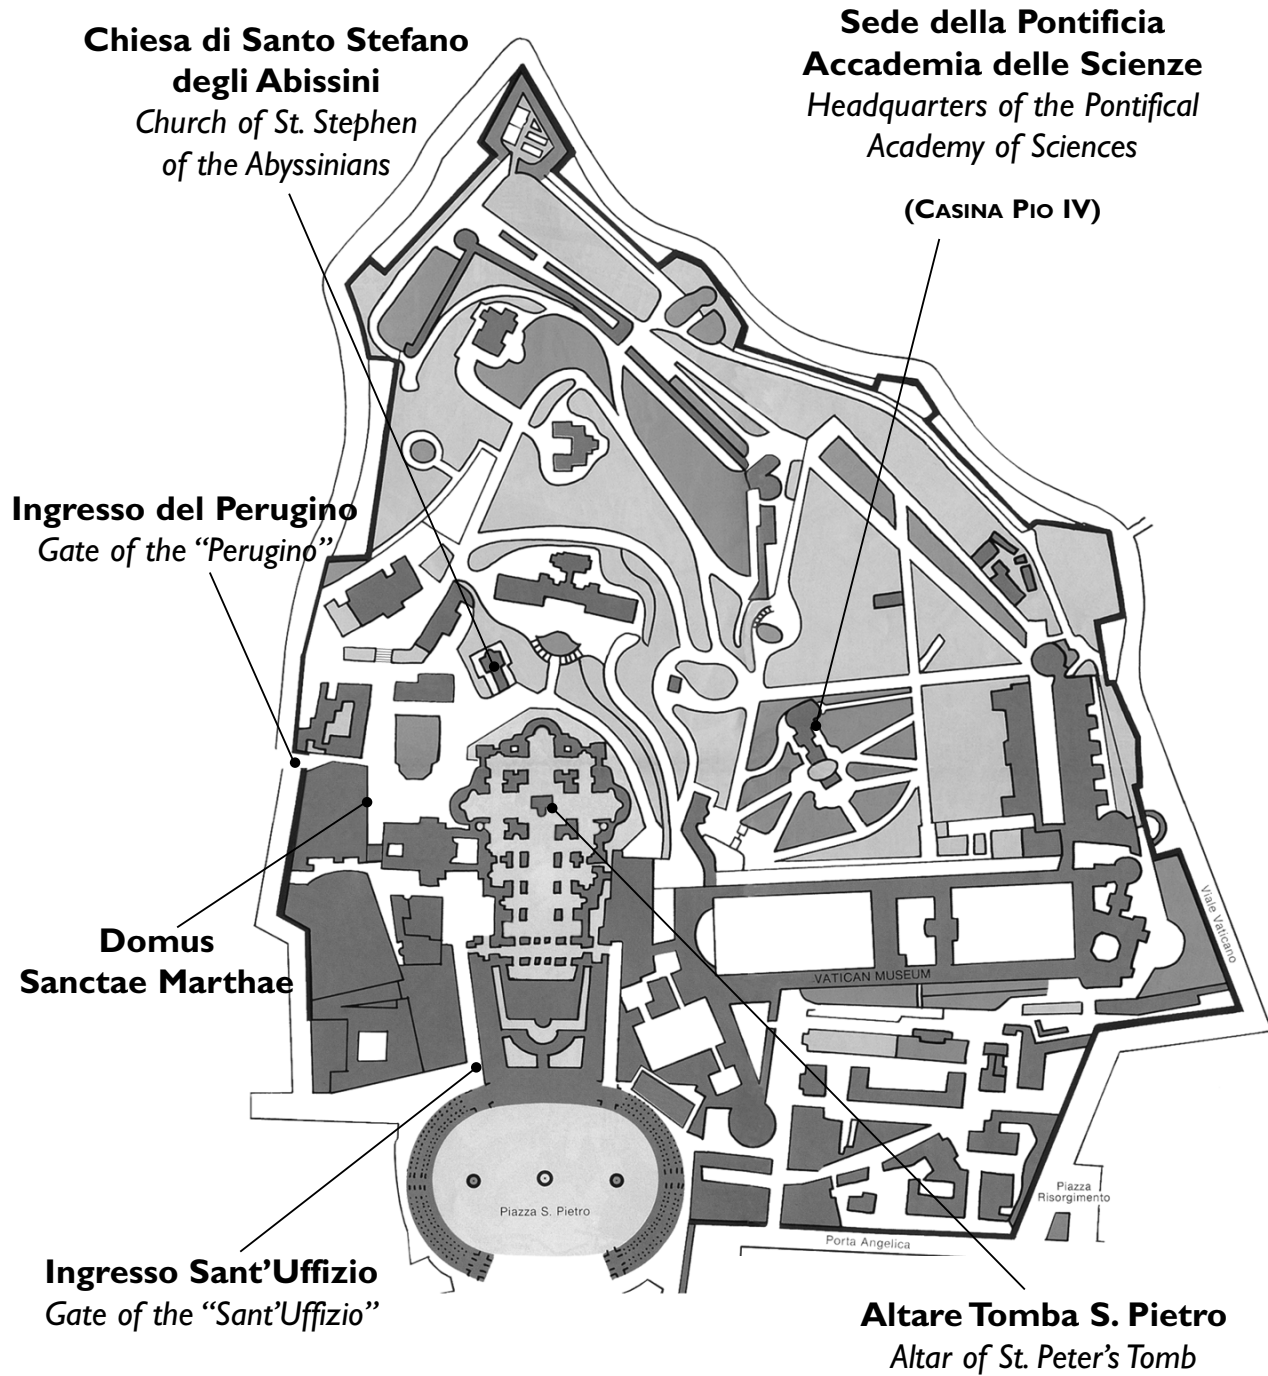 Chiesa di Santo Stefano
degli Abissini
Church of St. Stephen
of the Abyssinians
Sede della Pontificia
Accademia delle Scienze
Headquarters of the Pontifical
Academy of Sciences
(CASINA PIO IV)
Ingresso del Perugino
Gate of the “Perugino”
Domus
Sanctae Marthae
Viale Vaticano
VATICAN MUSEUM
Piazza S. Pietro
Piazza
Risorgimento
Porta Angelica
Ingresso Sant’Uffizio
Gate of the “Sant’Uffizio”
Altare Tomba S. Pietro
Altar of St. Peter’s Tomb